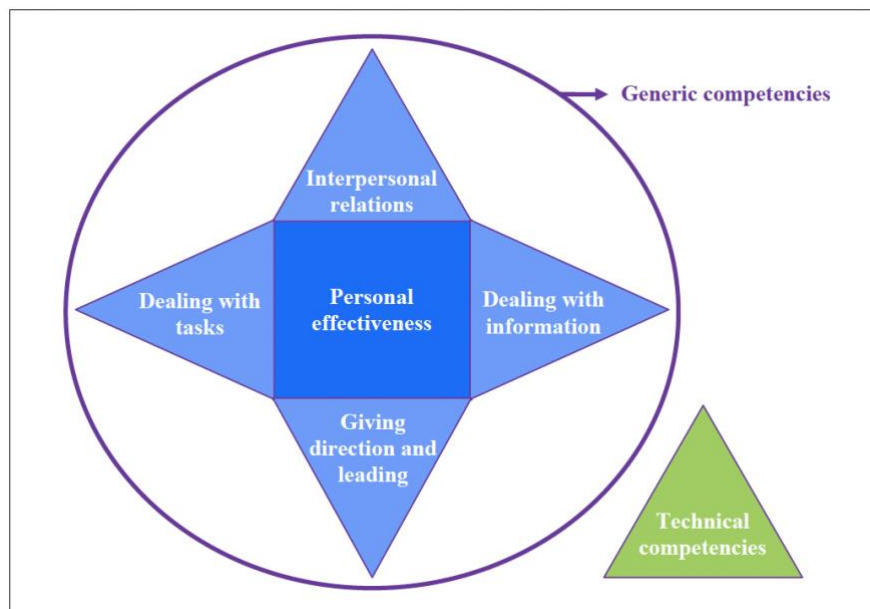 Generic competencies
Interpersonal
relations
Dealing with
tasks
Personal
effectiveness
Dealing with
information
Giving
direction and
leading
Technical
competencies